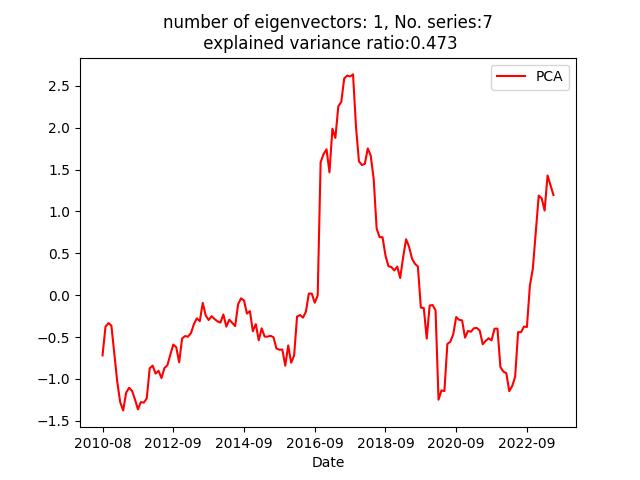 number of eigenvectors: 1, No. series:7
explained variance ratio:0.473
PCA
2.5
2.0
1.5
1.0
0.5
0.0
−0.5
−1.0
−1.5
2010-08 2012-09 2014-09 2016-09 2018-09 2020-09 2022-09
Date